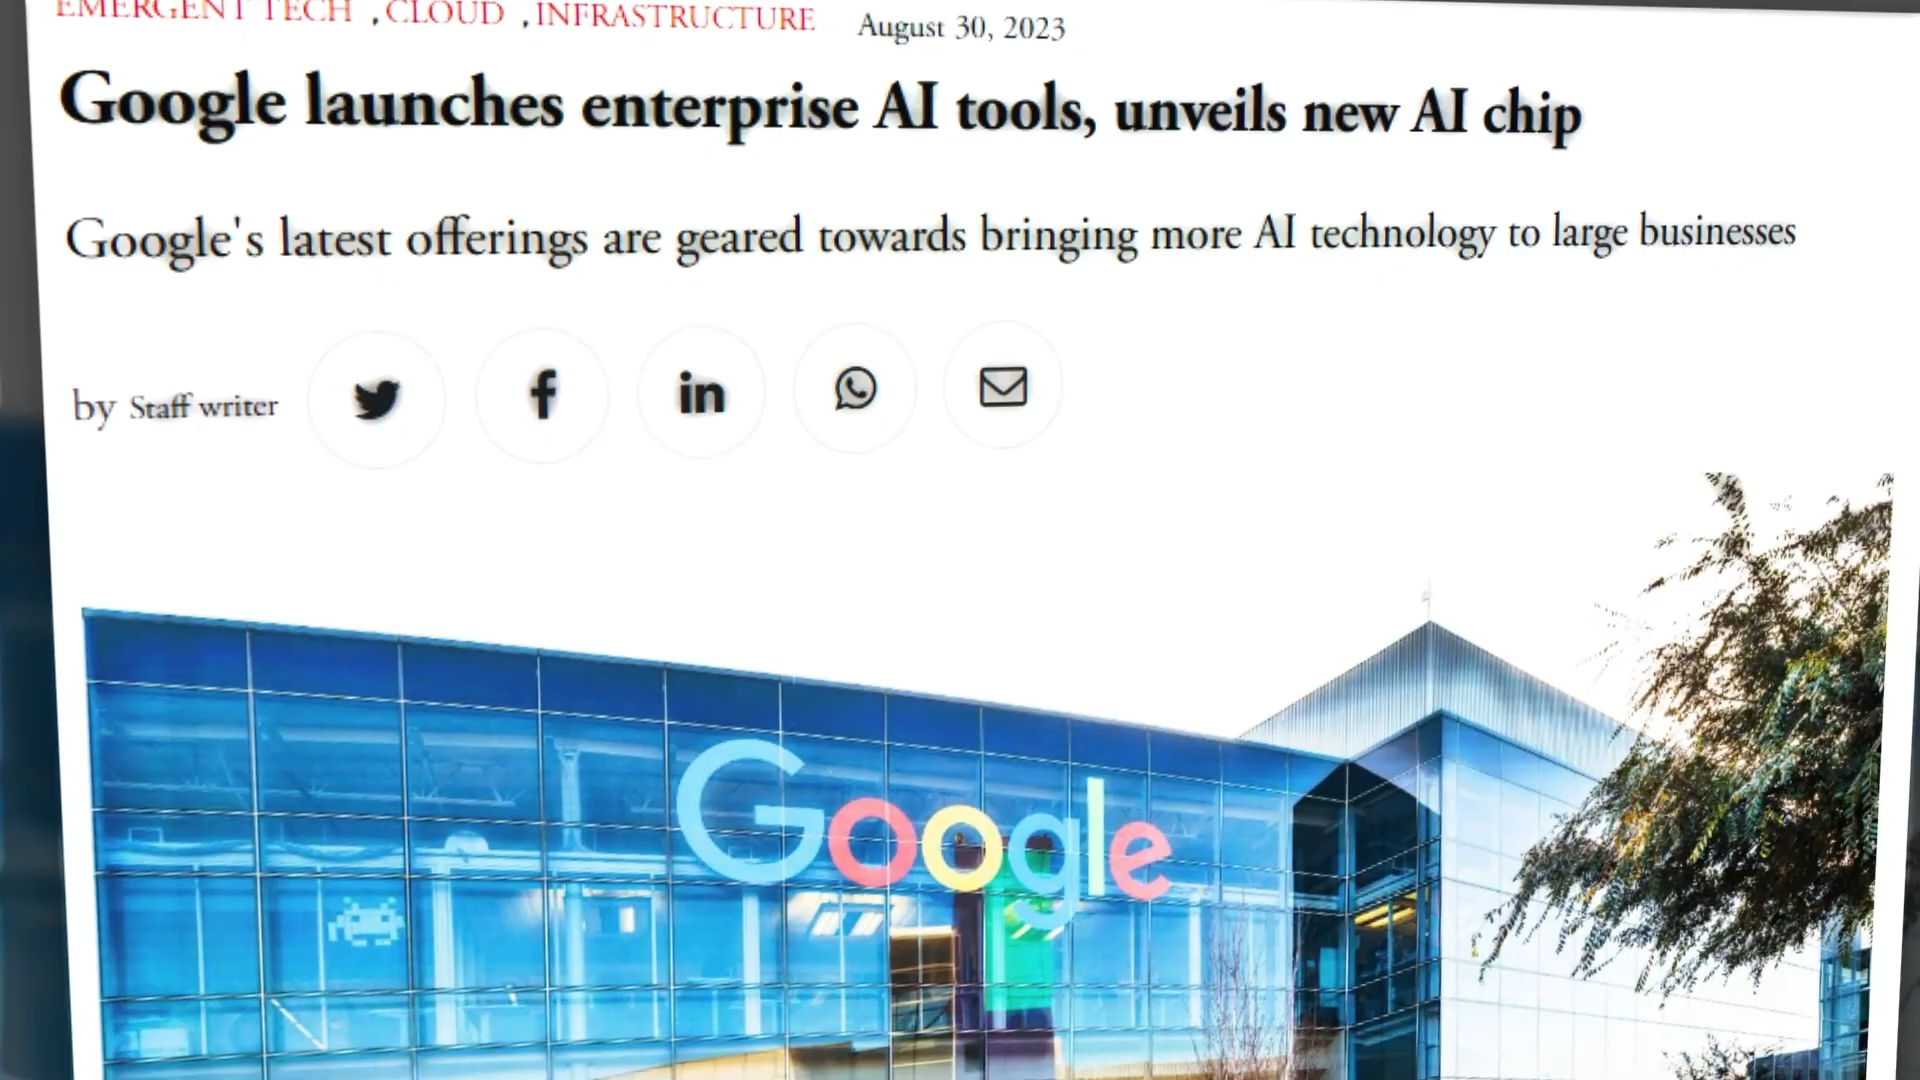 EMERGENT TECH , CLOUD , INFRASTRUCTURE August 30, 2023
Google launches enterprise AI tools, unveils new AI chip
Google's latest offerings are geared towards bringing more AI technology to large businesses
by Staff writer
Google